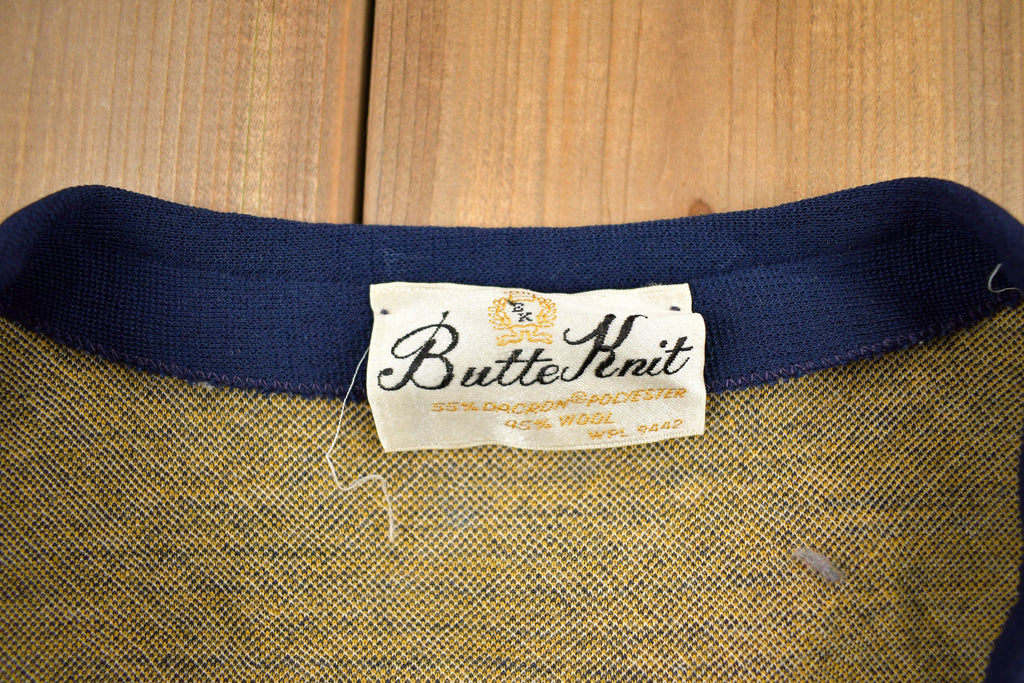 BK
Butte Knit
55% DACRON® POLYESTER
45% WOOL
WPL 9442